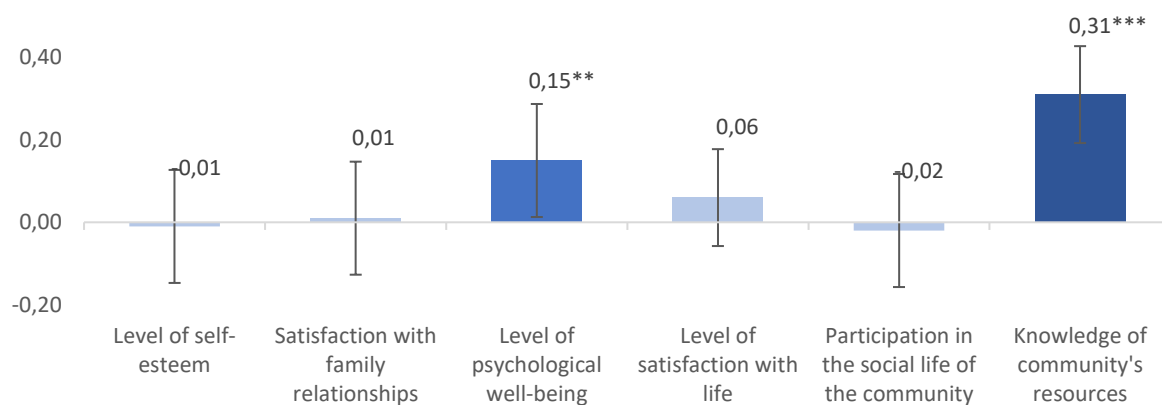 0,40
0,20
0,00
-0,20
-0,01
0,01
0,15**
0,06
-0,02
0,31***
Level of self-
esteem
Satisfaction with
family
relationships
Level of
psychological
well-being
Level of
satisfaction with
life
Participation in
the social life of
the community
Knowledge of
community's
resources